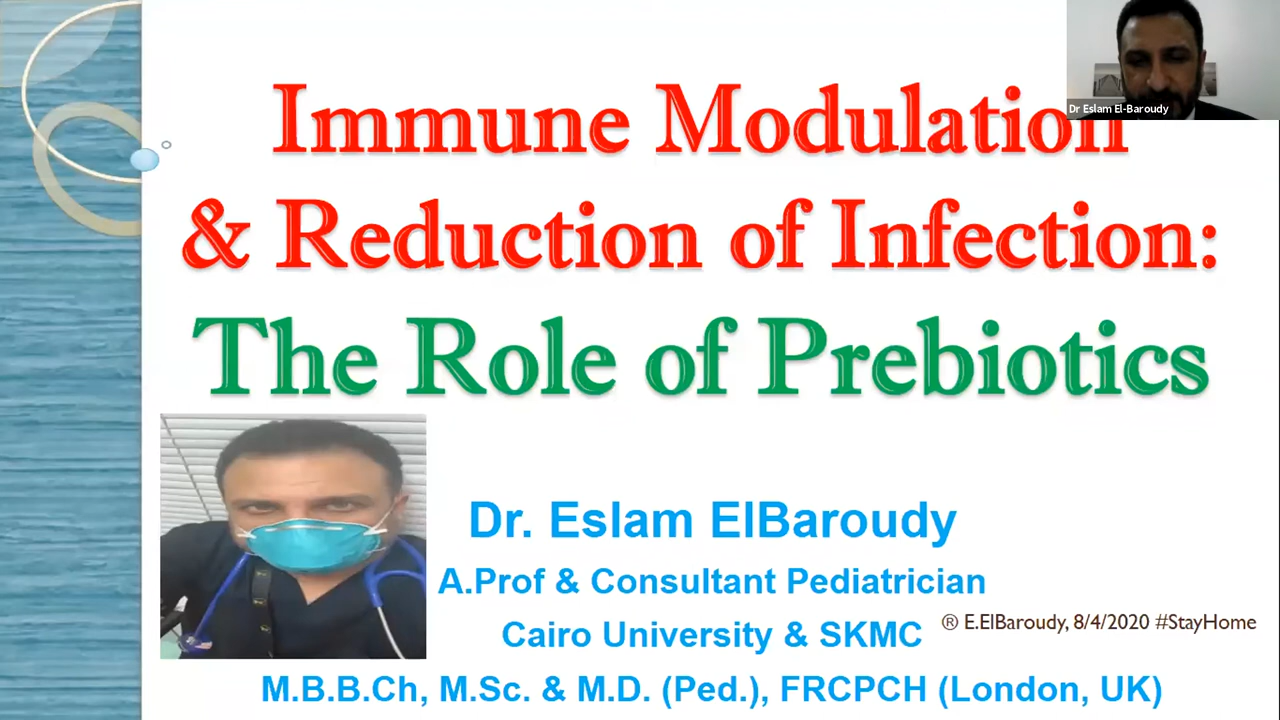 Immune Modulation
Dr Eslam El-Baroudy
& Reduction of Infection:
The Role of Prebiotics
Dr. Eslam ElBaroudy
A.Prof & Consultant Pediatrician
® E.ElBaroudy, 8/4/2020 #StayHome
Cairo University & SKMC
M.B.B.Ch, M.Sc. & M.D. (Ped.), FRCPCH (London, UK)